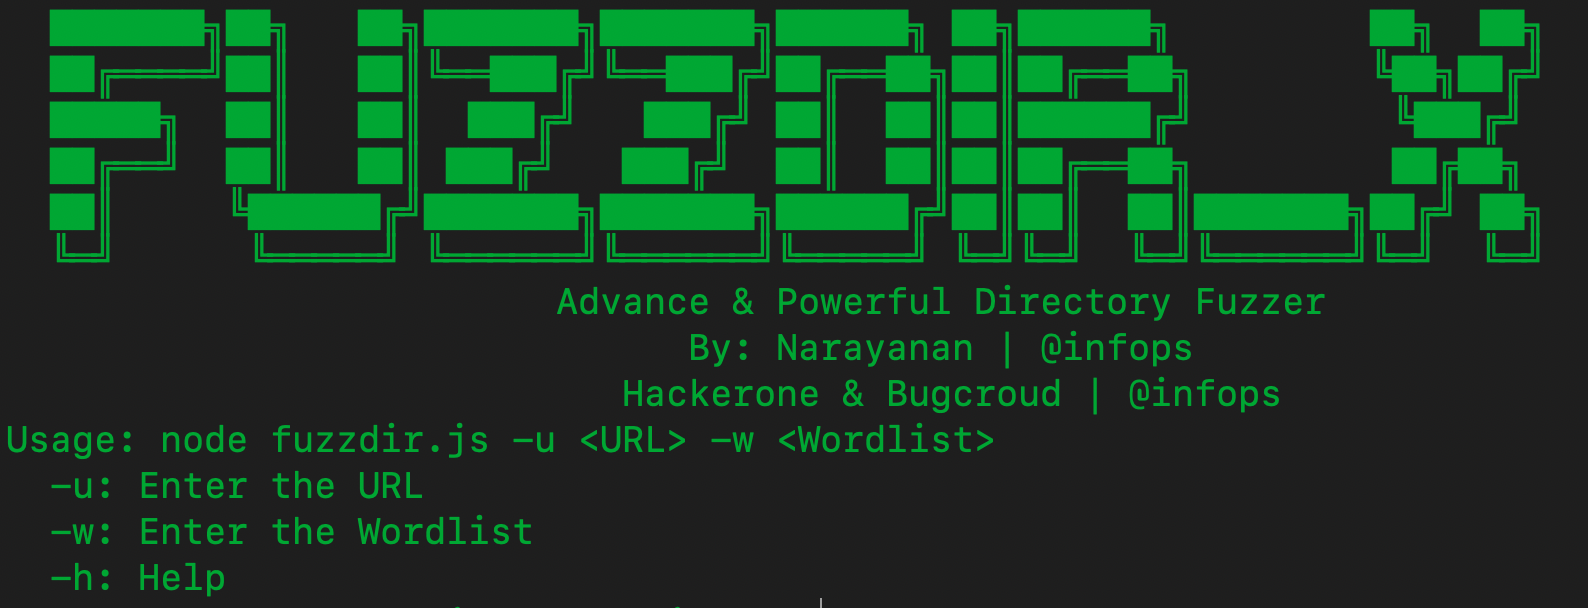 FUZZDIR_X
Advance & Powerful Directory Fuzzer
By: Narayanan | @infops
Hackerone & Bugcroud | @infops
Usage: node fuzzdir.js -u <URL> -w <Wordlist>
-u: Enter the URL
-w: Enter the Wordlist
-h: Help